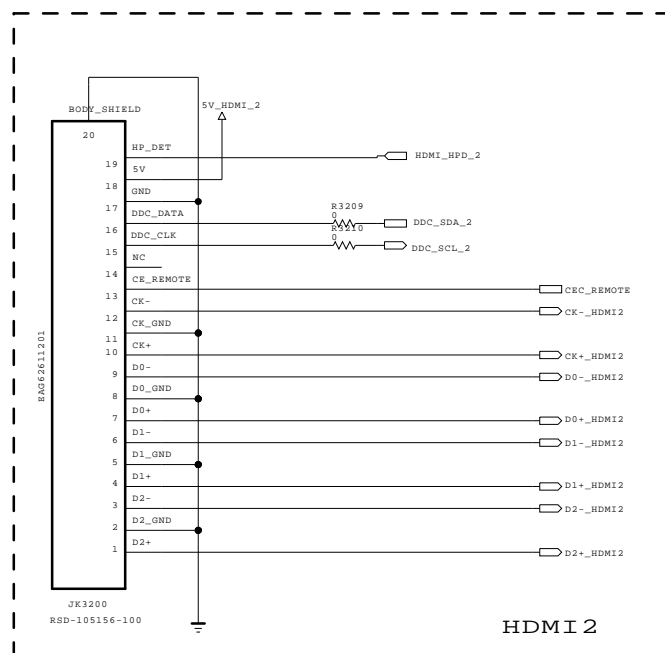 BODY_SHIELD
5V_HDMI_2
20
HP_DET
HDMI_HPD_2
19
5V
18
GND
R3209
17
DDC_DATA
0
DDC_SDA_2
R3210
16
DDC_CLK
0
DDC_SCL_2
15
NC
14
CE_REMOTE
CEC_REMOTE
13
CK-
CK-_HDMI2
12
CK_GND
11
CK+
CK+_HDMI2
10
D0-
D0-_HDMI2
9
D0_GND
8
D0+
D0+_HDMI2
7
D1-
D1-_HDMI2
6
D1_GND
5
D1+
D1+_HDMI2
4
D2-
D2-_HDMI2
3
D2_GND
2
D2+
D2+_HDMI2
1
EAG62611201
JK3200
RSD-105156-100
HDMI2